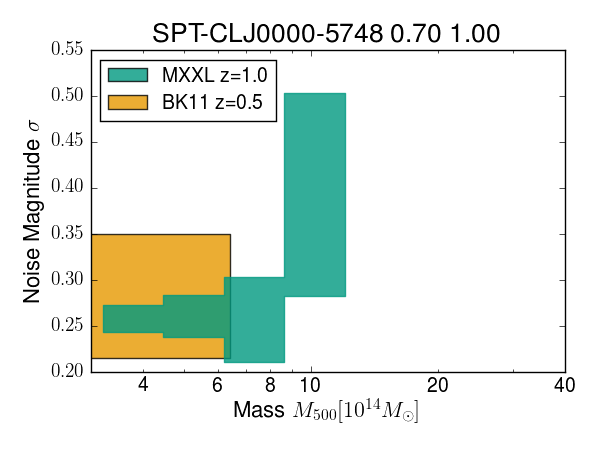 SPT-CLJ0000-5748 0.70 1.00
0.55
0.50
0.45
0.40
0.35
0.30
0.25
0.20
Noise Magnitude σ
MXXL z=1.0
BK11 z=0.5
4 6 8 10 20 40
Mass M₅₀₀[10¹⁴M☉]